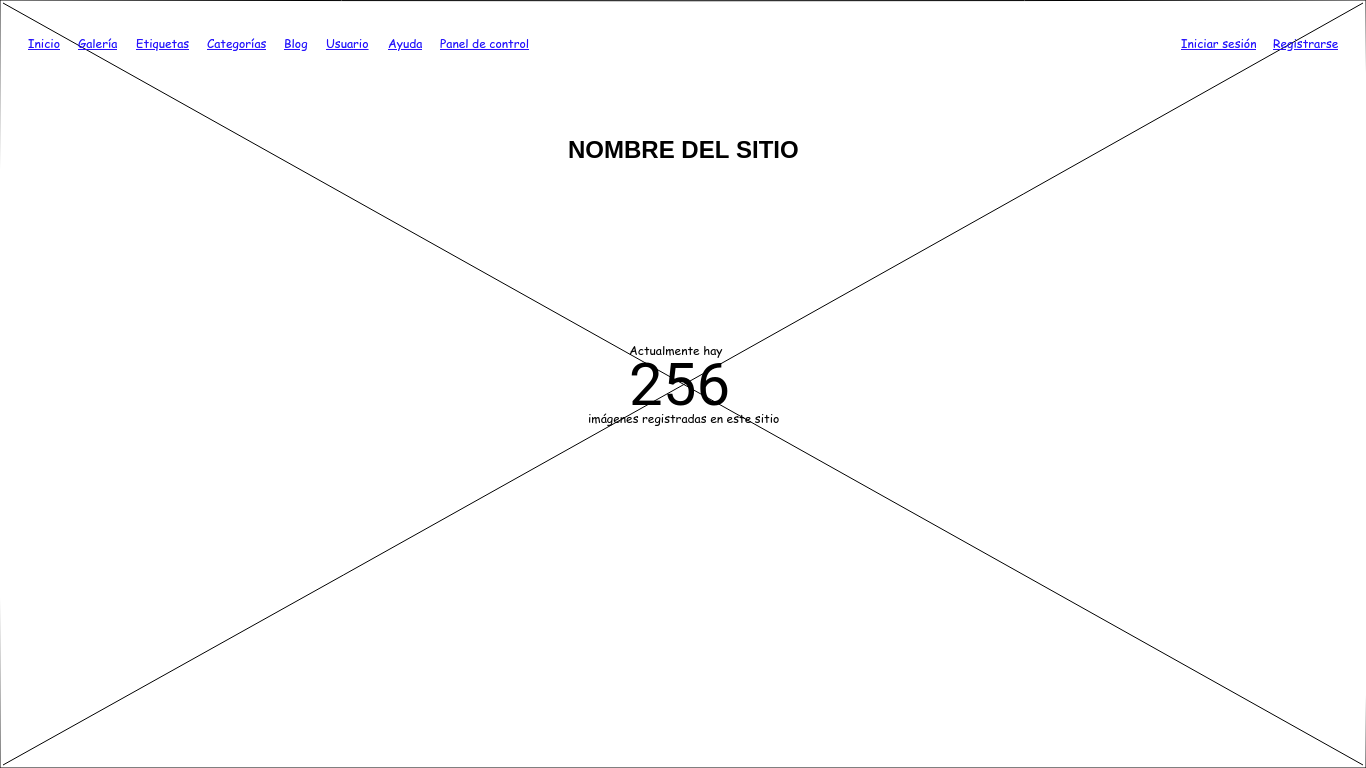 Inicio Galería Etiquetas Categorías Blog Usuario Ayuda Panel de control Iniciar sesión Registrarse
NOMBRE DEL SITIO
Actualmente hay
256
imágenes registradas en este sitio